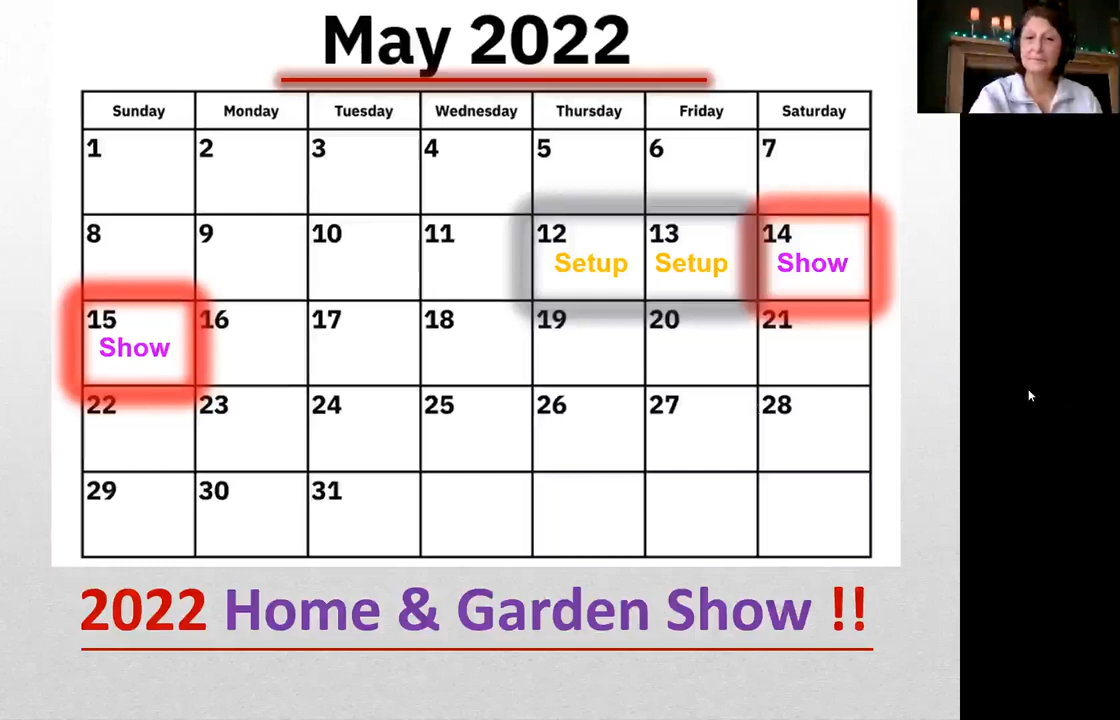 May 2022
Sunday Monday Tuesday Wednesday Thursday Friday Saturday
1 2 3 4 5 6 7
8 9 10 11 12 13 14
Setup Setup Show
15 16 17 18 19 20 21
Show
22 23 24 25 26 27 28
29 30 31
2022 Home & Garden Show !!